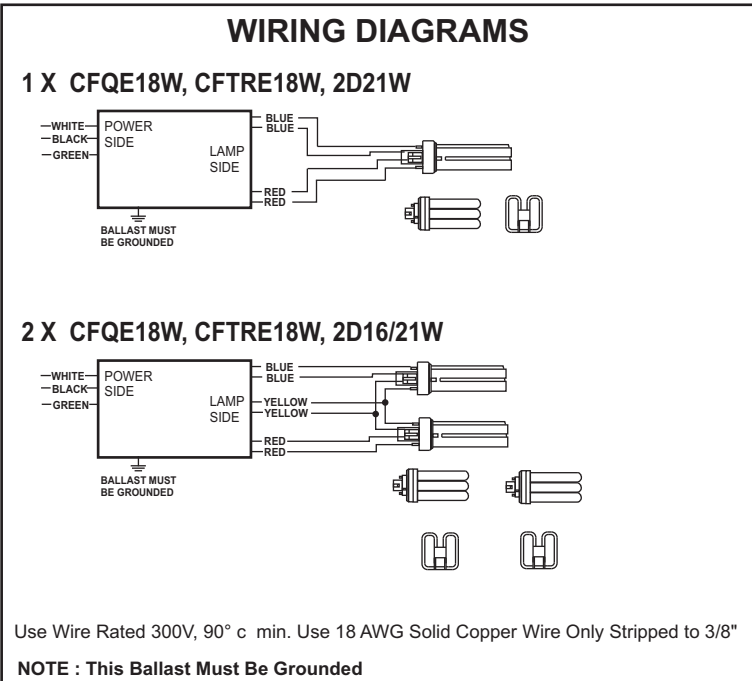 WIRING DIAGRAMS
1 X CFQE18W, CFTRE18W, 2D21W
WHITE
BLACK
GREEN
POWER
SIDE
LAMP
SIDE
BLUE
BLUE
RED
RED
BALLAST MUST
BE GROUNDED
2 X CFQE18W, CFTRE18W, 2D16/21W
WHITE
BLACK
GREEN
POWER
SIDE
LAMP
SIDE
BLUE
BLUE
YELLOW
YELLOW
RED
RED
BALLAST MUST
BE GROUNDED
Use Wire Rated 300V, 90° c min. Use 18 AWG Solid Copper Wire Only Stripped to 3/8"
NOTE : This Ballast Must Be Grounded